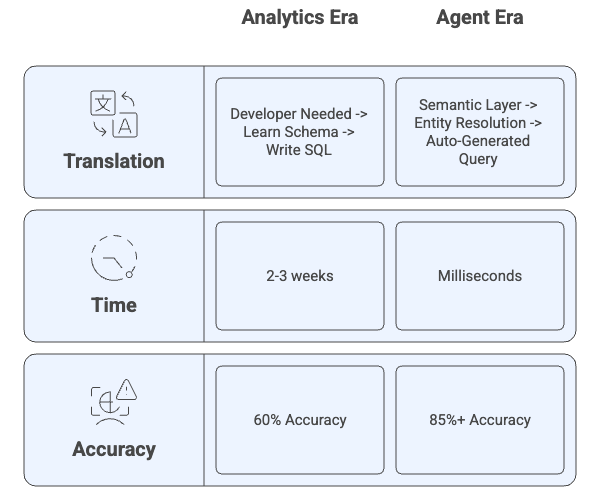 Analytics Era
Agent Era
文
A
Translation
Developer Needed ->
Learn Schema ->
Write SQL
Semantic Layer ->
Entity Resolution ->
Auto-Generated
Query
Time
2-3 weeks
Milliseconds
Accuracy
60% Accuracy
85%+ Accuracy